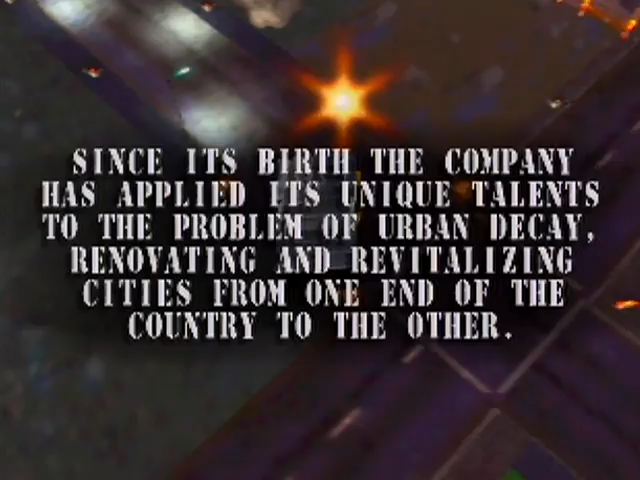 SINCE ITS BIRTH THE COMPANY
HAS APPLIED ITS UNIQUE TALENTS
TO THE PROBLEM OF URBAN DECAY,
RENOVATING AND REVITALIZING
CITIES FROM ONE END OF THE
COUNTRY TO THE OTHER.